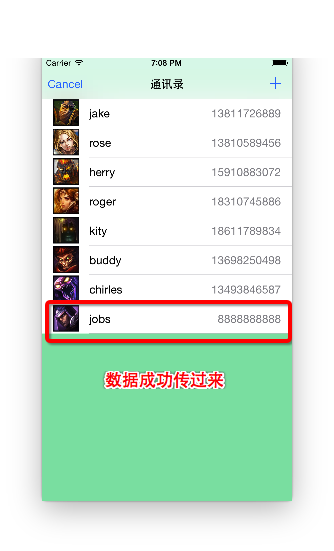 Carrier 7:08 PM
Cancel 通讯录 +
jake 13811726889
rose 13810589456
herry 15910883072
roger 18310745886
kity 18611789834
buddy 13698250498
chirles 13493846587
jobs 8888888888
数据成功传过来